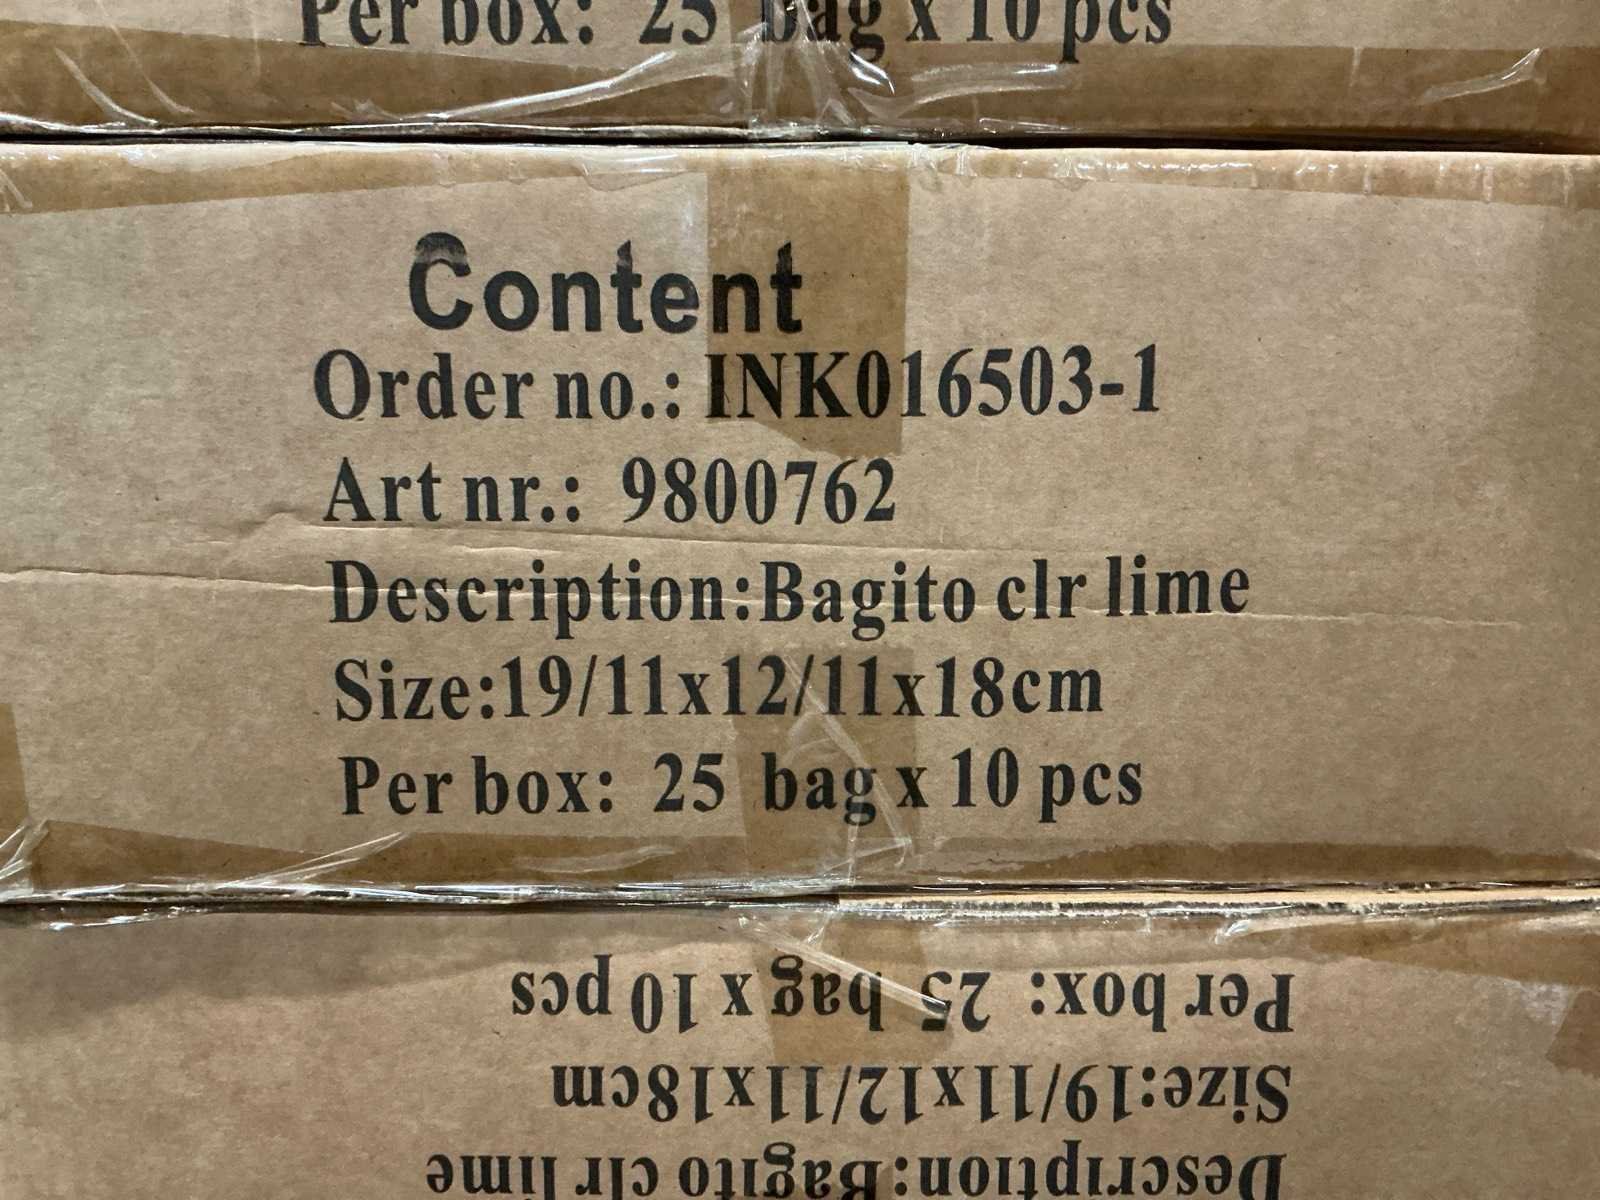 Per box: 25 bag x 10 pcs
Content
Order no.: INK016503-1
Art nr.: 9800762
Description:Bagito clr lime
Size:19/11x12/11x18cm
Per box: 25 bag x 10 pcs
Per box: 25 bag x 10 pcs
Size:19/11x12/11x18cm
Description:Bagito clr lime